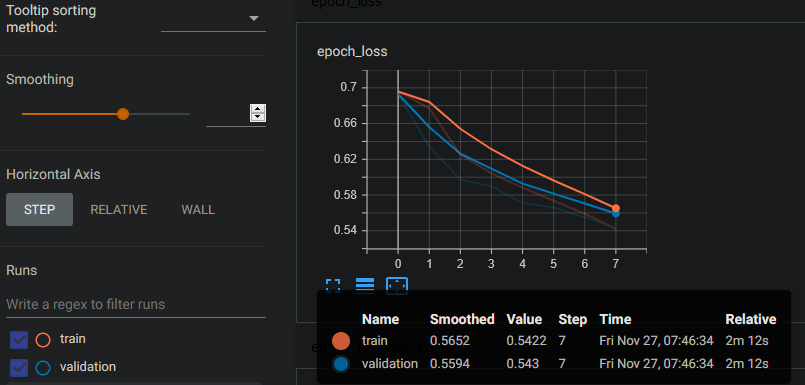 Tooltip sorting
method:
Smoothing
Horizontal Axis
STEP RELATIVE WALL
Runs
Write a regex to filter runs
train
validation
epoch_loss
epoch_loss
0.7
0.66
0.62
0.58
0.54
0 1 2 3 4 5 6 7
Name Smoothed Value Step Time Relative
train 0.5652 0.5422 7 Fri Nov 27, 07:46:34 2m 12s
validation 0.5594 0.543 7 Fri Nov 27, 07:46:34 2m 12s